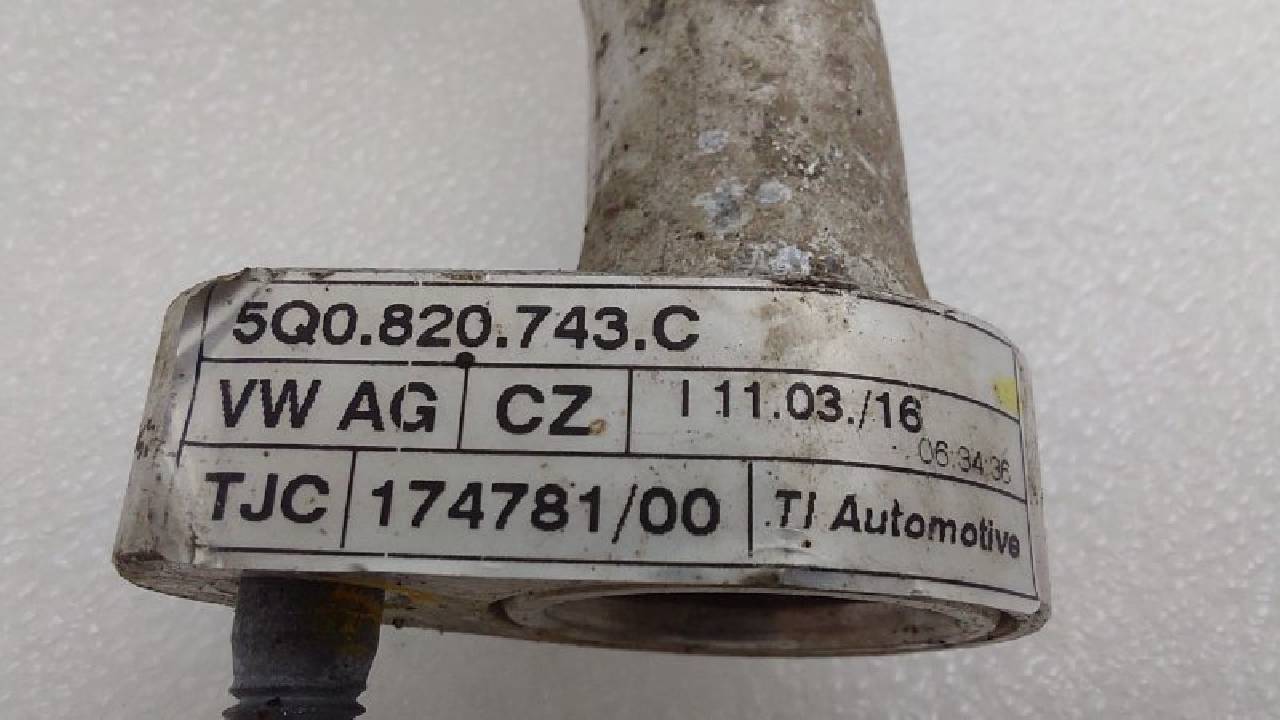 5Q0.820.743.C
VW AG CZ I 11.03./16
06:34:36
TJC 174781/00 TI Automotive